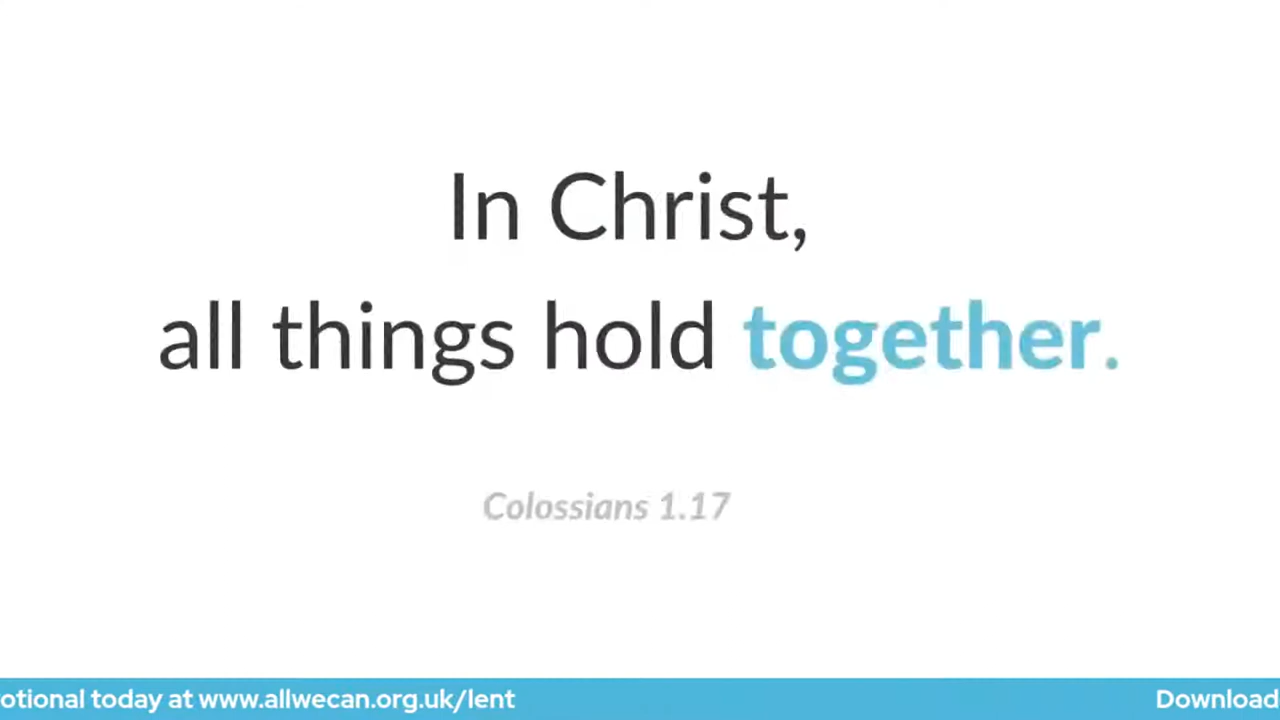 In Christ,
all things hold together.
Colossians 1.17
otional today at www.allwecan.org.uk/lent
Download